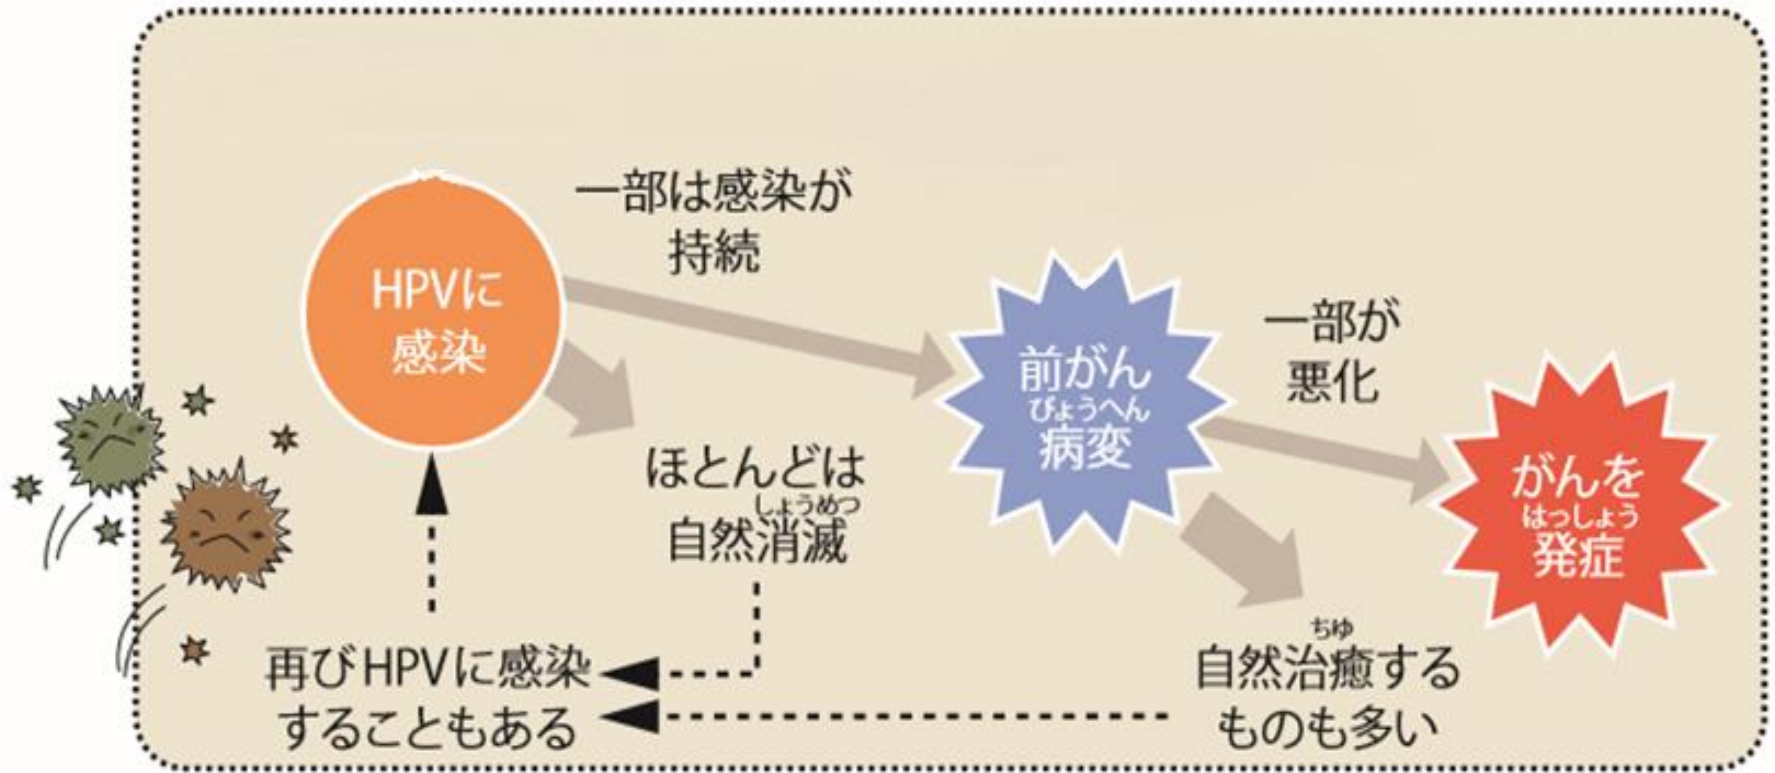 一部は感染が
持続
HPVに
感染
一部が
悪化
前がん
びょうへん
病変
ほとんどは
しょうめつ
自然消滅
がんを
はっしょう
発症
再びHPVに感染
することもある
ちゆ
自然治癒する
ものも多い